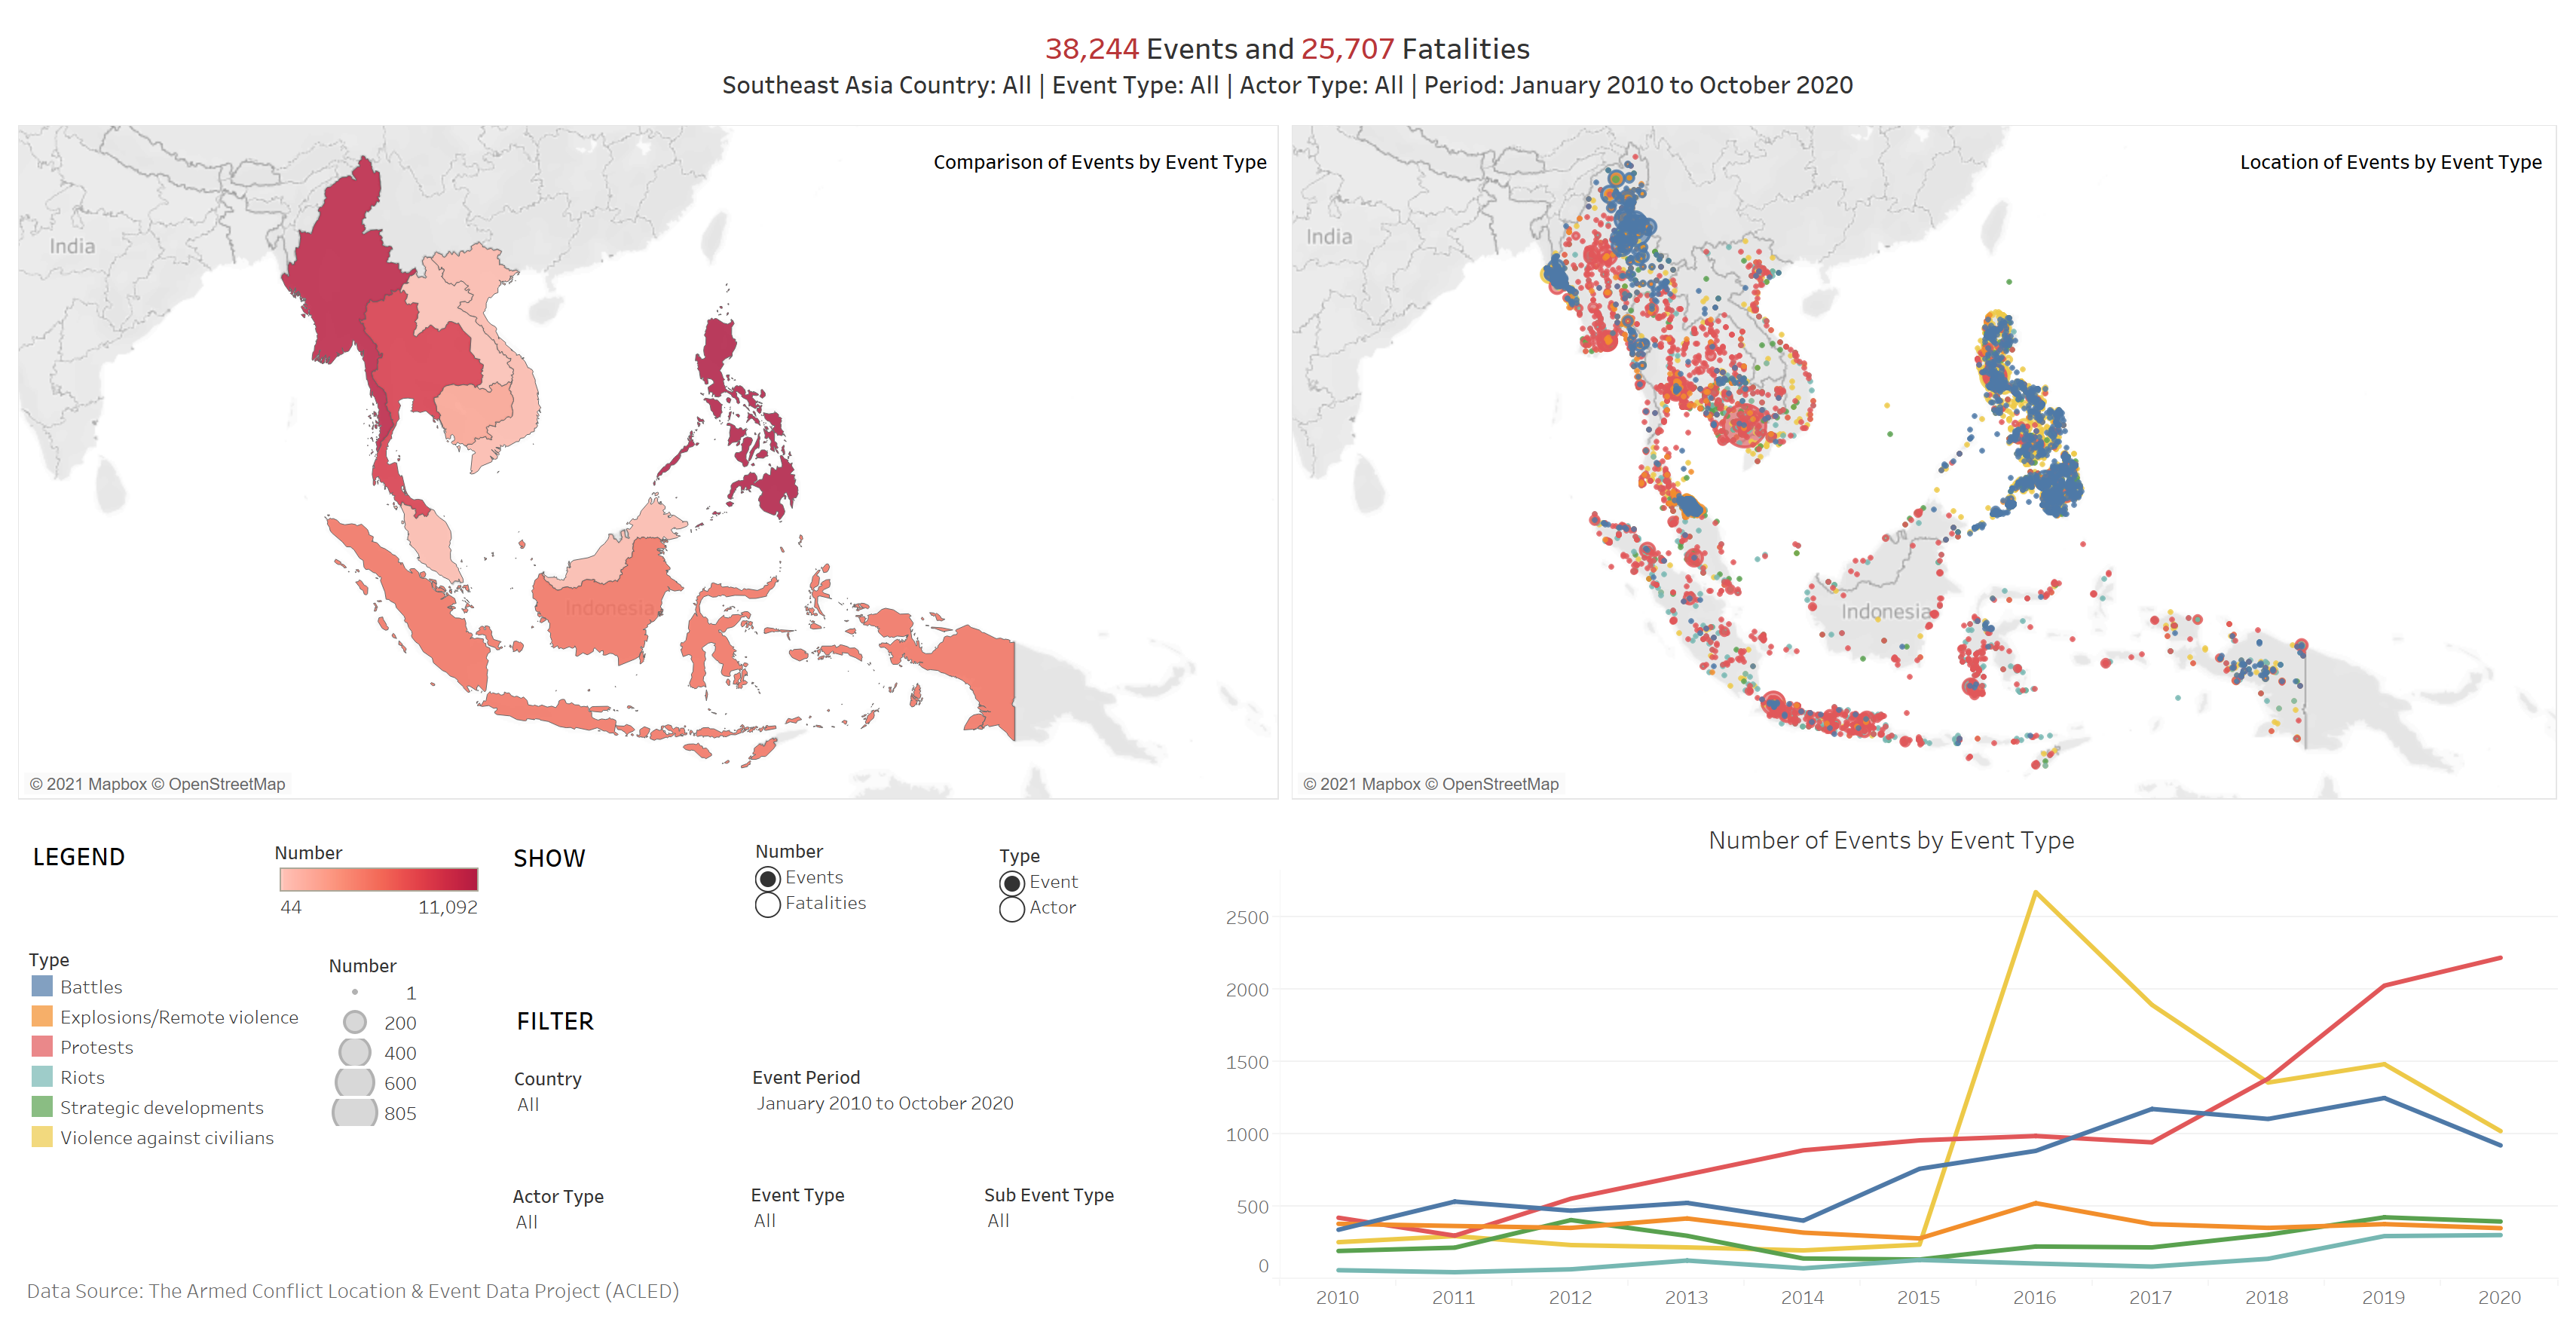 38,244 Events and 25,707 Fatalities
Southeast Asia Country: All | Event Type: All | Actor Type: All | Period: January 2010 to October 2020
Comparison of Events by Event Type
India
Indonesia
© 2021 Mapbox © OpenStreetMap
Location of Events by Event Type
India
Indonesia
© 2021 Mapbox © OpenStreetMap
LEGEND
Number
44 11,092
Type
Battles
Explosions/Remote violence
Protests
Riots
Strategic developments
Violence against civilians
Number
1
200
400
600
805
SHOW
Number
Events
Fatalities
Type
Event
Actor
FILTER
Country
All
Event Period
January 2010 to October 2020
Actor Type
All
Event Type
All
Sub Event Type
All
Data Source: The Armed Conflict Location & Event Data Project (ACLED)
Number of Events by Event Type
2500
2000
1500
1000
500
0
2010 2011 2012 2013 2014 2015 2016 2017 2018 2019 2020